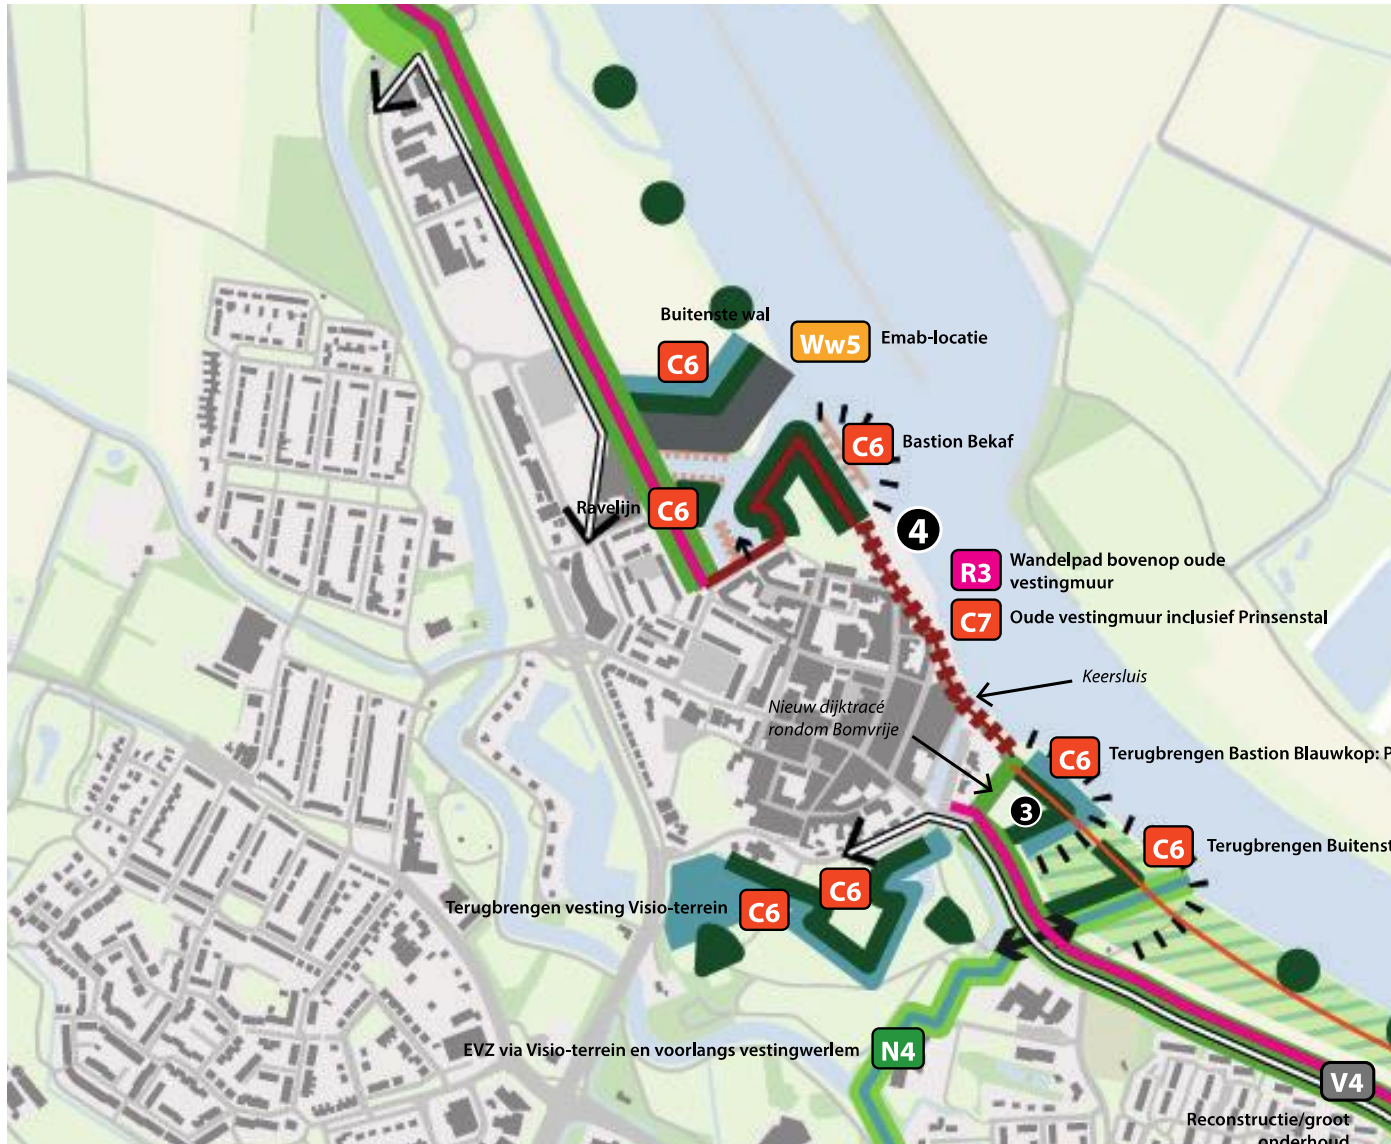 Buitenste wal
C6
Ww5
Emab-locatie
C6
Bastion Bekaf
Ravelijn
C6
4
R3
Wandelpad bovenop oude
vestingmuur
C7
Oude vestingmuur inclusief Prinsenstal
Keersluis
Nieuw dijktracé
rondom Bomvrije
C6
Terugbrengen Bastion Blauwkop: P
3
C6
Terugbrengen Buitenst
C6
Terugbrengen vesting Visio-terrein
C6
EVZ via Visio-terrein en voorlangs vestingwerlem
N4
V4
Reconstructie/groot
onderhoud